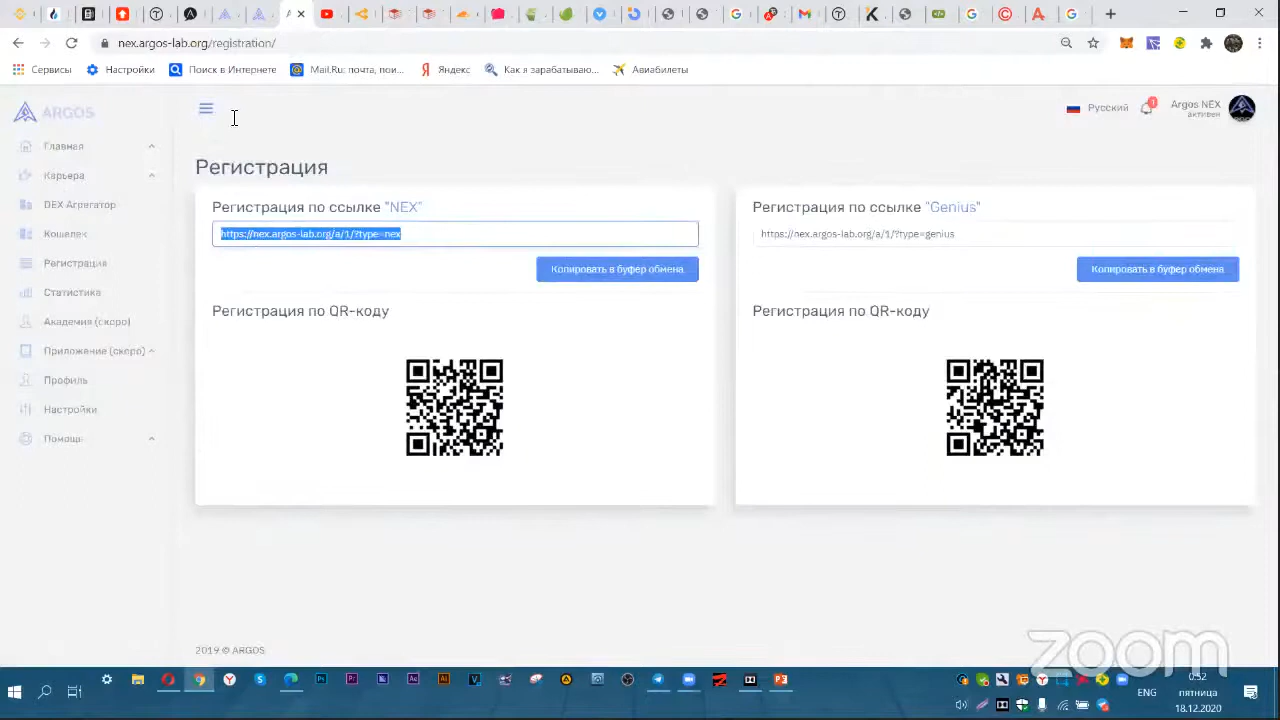 nex.argos-lab.org/registration/
Сервисы
Настройки
Поиск в Интернете
Mail.Ru: почта, пои...
Яндекс
Как я зарабатываю...
Авиабилеты
ARGOS
Русский
1
Argos NEX
активен
Главная
Карьера
DEX Агрегатор
Кошелек
Регистрация
Статистика
Академия (скоро)
Приложение (скоро)
Профиль
Настройки
Помощь
Регистрация
Регистрация по ссылке "NEX"
https://nex.argos-lab.org/a/1/?type=nex
Копировать в буфер обмена
Регистрация по QR-коду
Регистрация по ссылке "Genius"
https://nex.argos-lab.org/a/1/?type=genius
Копировать в буфер обмена
Регистрация по QR-коду
2019 © ARGOS
zoom
0:52
ENG
пятница
18.12.2020